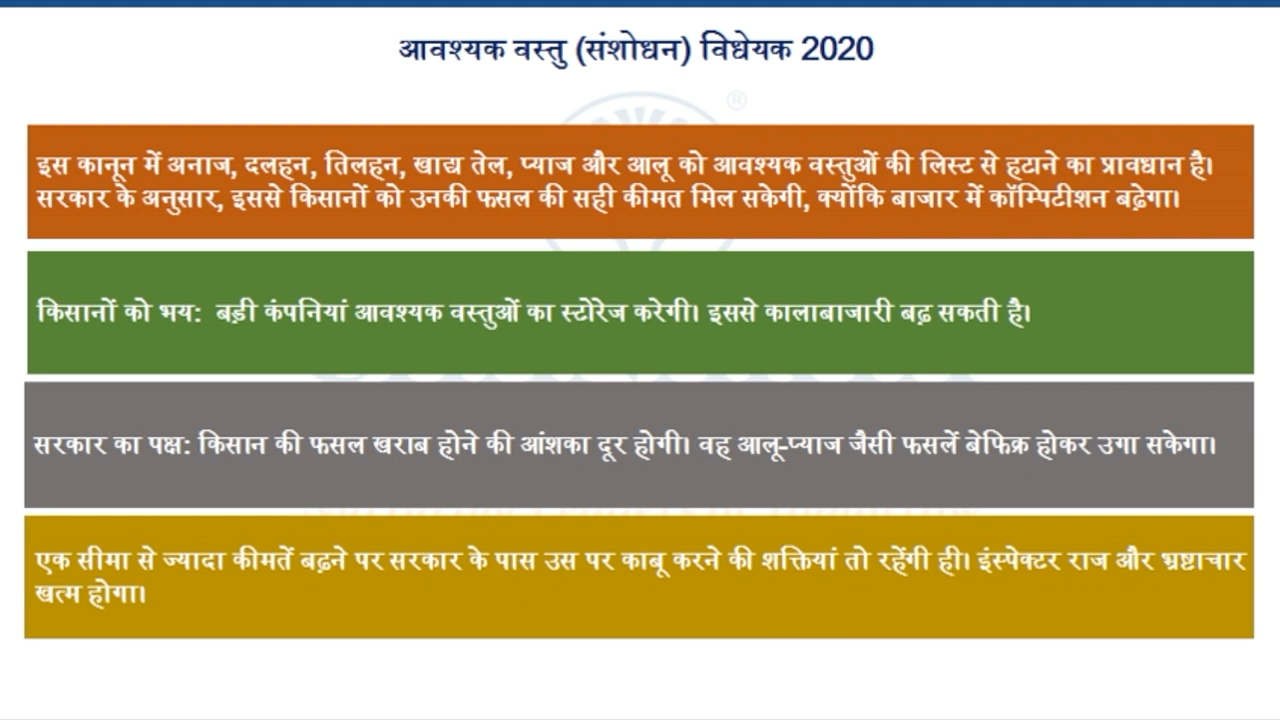 आवश्यक वस्तु (संशोधन) विधेयक 2020
®
इस कानून में अनाज, दलहन, तिलहन, खाद्य तेल, प्याज और आलू को आवश्यक वस्तुओं की लिस्ट से हटाने का प्रावधान है।
सरकार के अनुसार, इससे किसानों को उनकी फसल की सही कीमत मिल सकेगी, क्योंकि बाजार में कॉम्पिटीशन बढ़ेगा।
किसानों को भय: बड़ी कंपनियां आवश्यक वस्तुओं का स्टोरेज करेगी। इससे कालाबाजारी बढ़ सकती है।
सरकार का पक्ष: किसान की फसल खराब होने की आंशका दूर होगी। वह आलू-प्याज जैसी फसलें बेफिक्र होकर उगा सकेगा।
एक सीमा से ज्यादा कीमतें बढ़ने पर सरकार के पास उस पर काबू करने की शक्तियां तो रहेंगी ही। इंस्पेक्टर राज और भ्रष्टाचार
खत्म होगा।